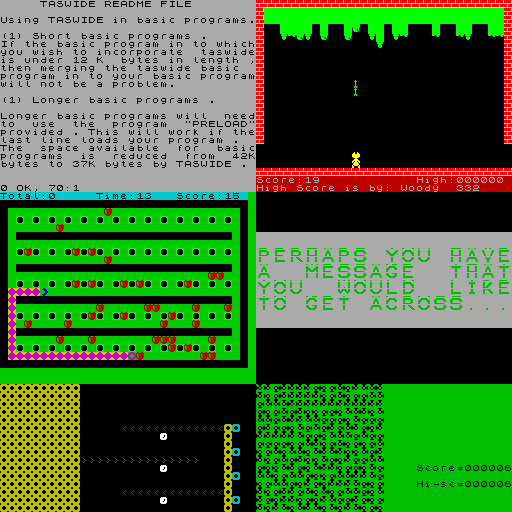 TASWIDE README FILE
Using TASWIDE in basic programs.
(1) Short basic programs .
If the basic program in to which
you wish to incorporate taswide
is under 12 K bytes in length ,
then merging the taswide basic
program in to your basic program
will not be a problem.
(1) Longer basic programs .
Longer basic programs will need
to use the program "PRELOAD"
provided . This will work if the
last line loads your program .
The space available for basic
programs is reduced from 42K
bytes to 37K bytes by TASWIDE .
0 OK, 70:1
Score:19 High:000000
High Score is by: Woody 332
Total:0 Time:13 Score:15
PERHAPS YOU HAVE
A MESSAGE THAT
YOU WOULD LIKE
TO GET ACROSS...
Score=000006
Hi-sc=000006